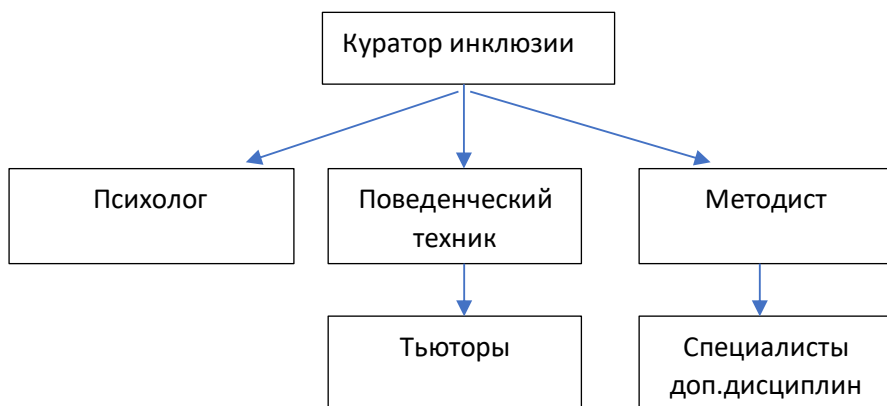 Куратор инклюзии
Психолог
Поведенческий
техник
Методист
Тьюторы
Специалисты
доп.дисциплин